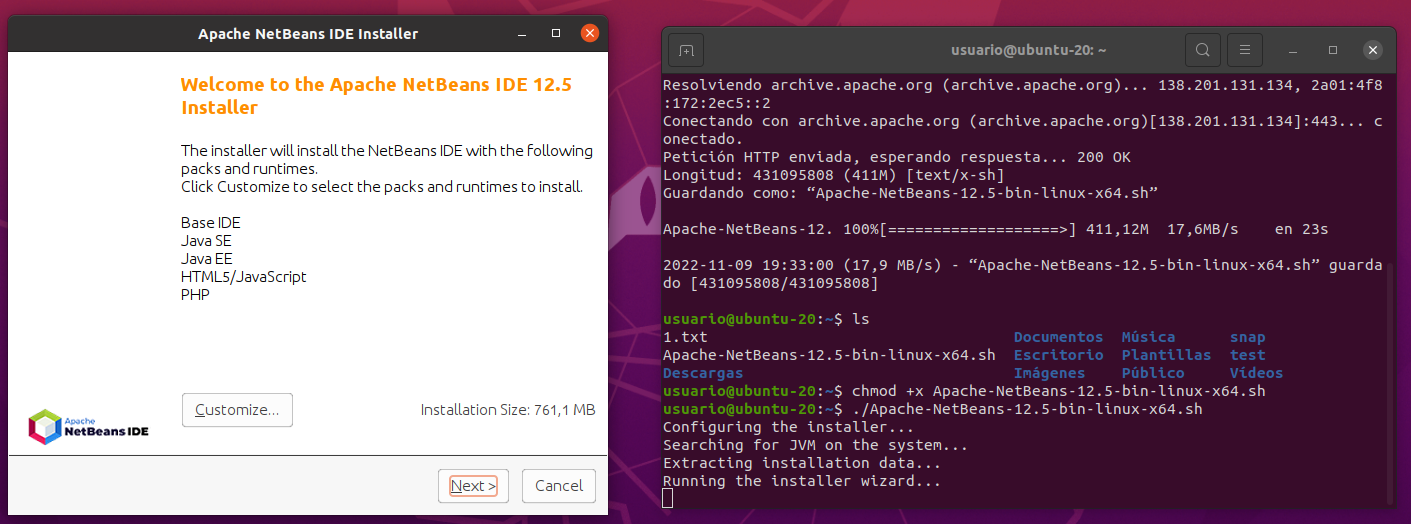 Apache NetBeans IDE Installer
Welcome to the Apache NetBeans IDE 12.5
Installer
The installer will install the NetBeans IDE with the following
packs and runtimes.
Click Customize to select the packs and runtimes to install.
Base IDE
Java SE
Java EE
HTML5/JavaScript
PHP
Customize...
Installation Size: 761,1 MB
Apache
NetBeans IDE
Next >
Cancel
usuario@ubuntu-20: ~
Resolviendo archive.apache.org (archive.apache.org)... 138.201.131.134, 2a01:4f8
:172:2ec5::2
Conectando con archive.apache.org (archive.apache.org)[138.201.131.134]:443... c
onectado.
Petición HTTP enviada, esperando respuesta... 200 OK
Longitud: 431095808 (411M) [text/x-sh]
Guardando como: “Apache-NetBeans-12.5-bin-linux-x64.sh”
Apache-NetBeans-12. 100%[===================>] 411,12M  17,6MB/s    en 23s
2022-11-09 19:33:00 (17,9 MB/s) - “Apache-NetBeans-12.5-bin-linux-x64.sh” guarda
do [431095808/431095808]
usuario@ubuntu-20:~$ ls
1.txt                                  Documentos  Música      snap
Apache-NetBeans-12.5-bin-linux-x64.sh  Escritorio  Plantillas  test
Descargas                              Imágenes    Público     Vídeos
usuario@ubuntu-20:~$ chmod +x Apache-NetBeans-12.5-bin-linux-x64.sh
usuario@ubuntu-20:~$ ./Apache-NetBeans-12.5-bin-linux-x64.sh
Configuring the installer...
Searching for JVM on the system...
Extracting installation data...
Running the installer wizard...